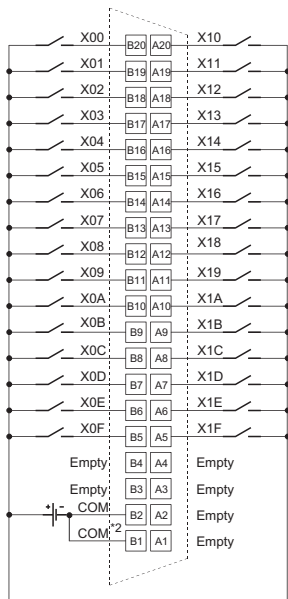 X00 B20 A20 X10
X01 B19 A19 X11
X02 B18 A18 X12
X03 B17 A17 X13
X04 B16 A16 X14
X05 B15 A15 X15
X06 B14 A14 X16
X07 B13 A13 X17
X08 B12 A12 X18
X09 B11 A11 X19
X0A B10 A10 X1A
X0B B9 A9 X1B
X0C B8 A8 X1C
X0D B7 A7 X1D
X0E B6 A6 X1E
X0F B5 A5 X1F
Empty B4 A4 Empty
Empty B3 A3 Empty
+ - COM B2 A2 Empty
COM *2 B1 A1 Empty